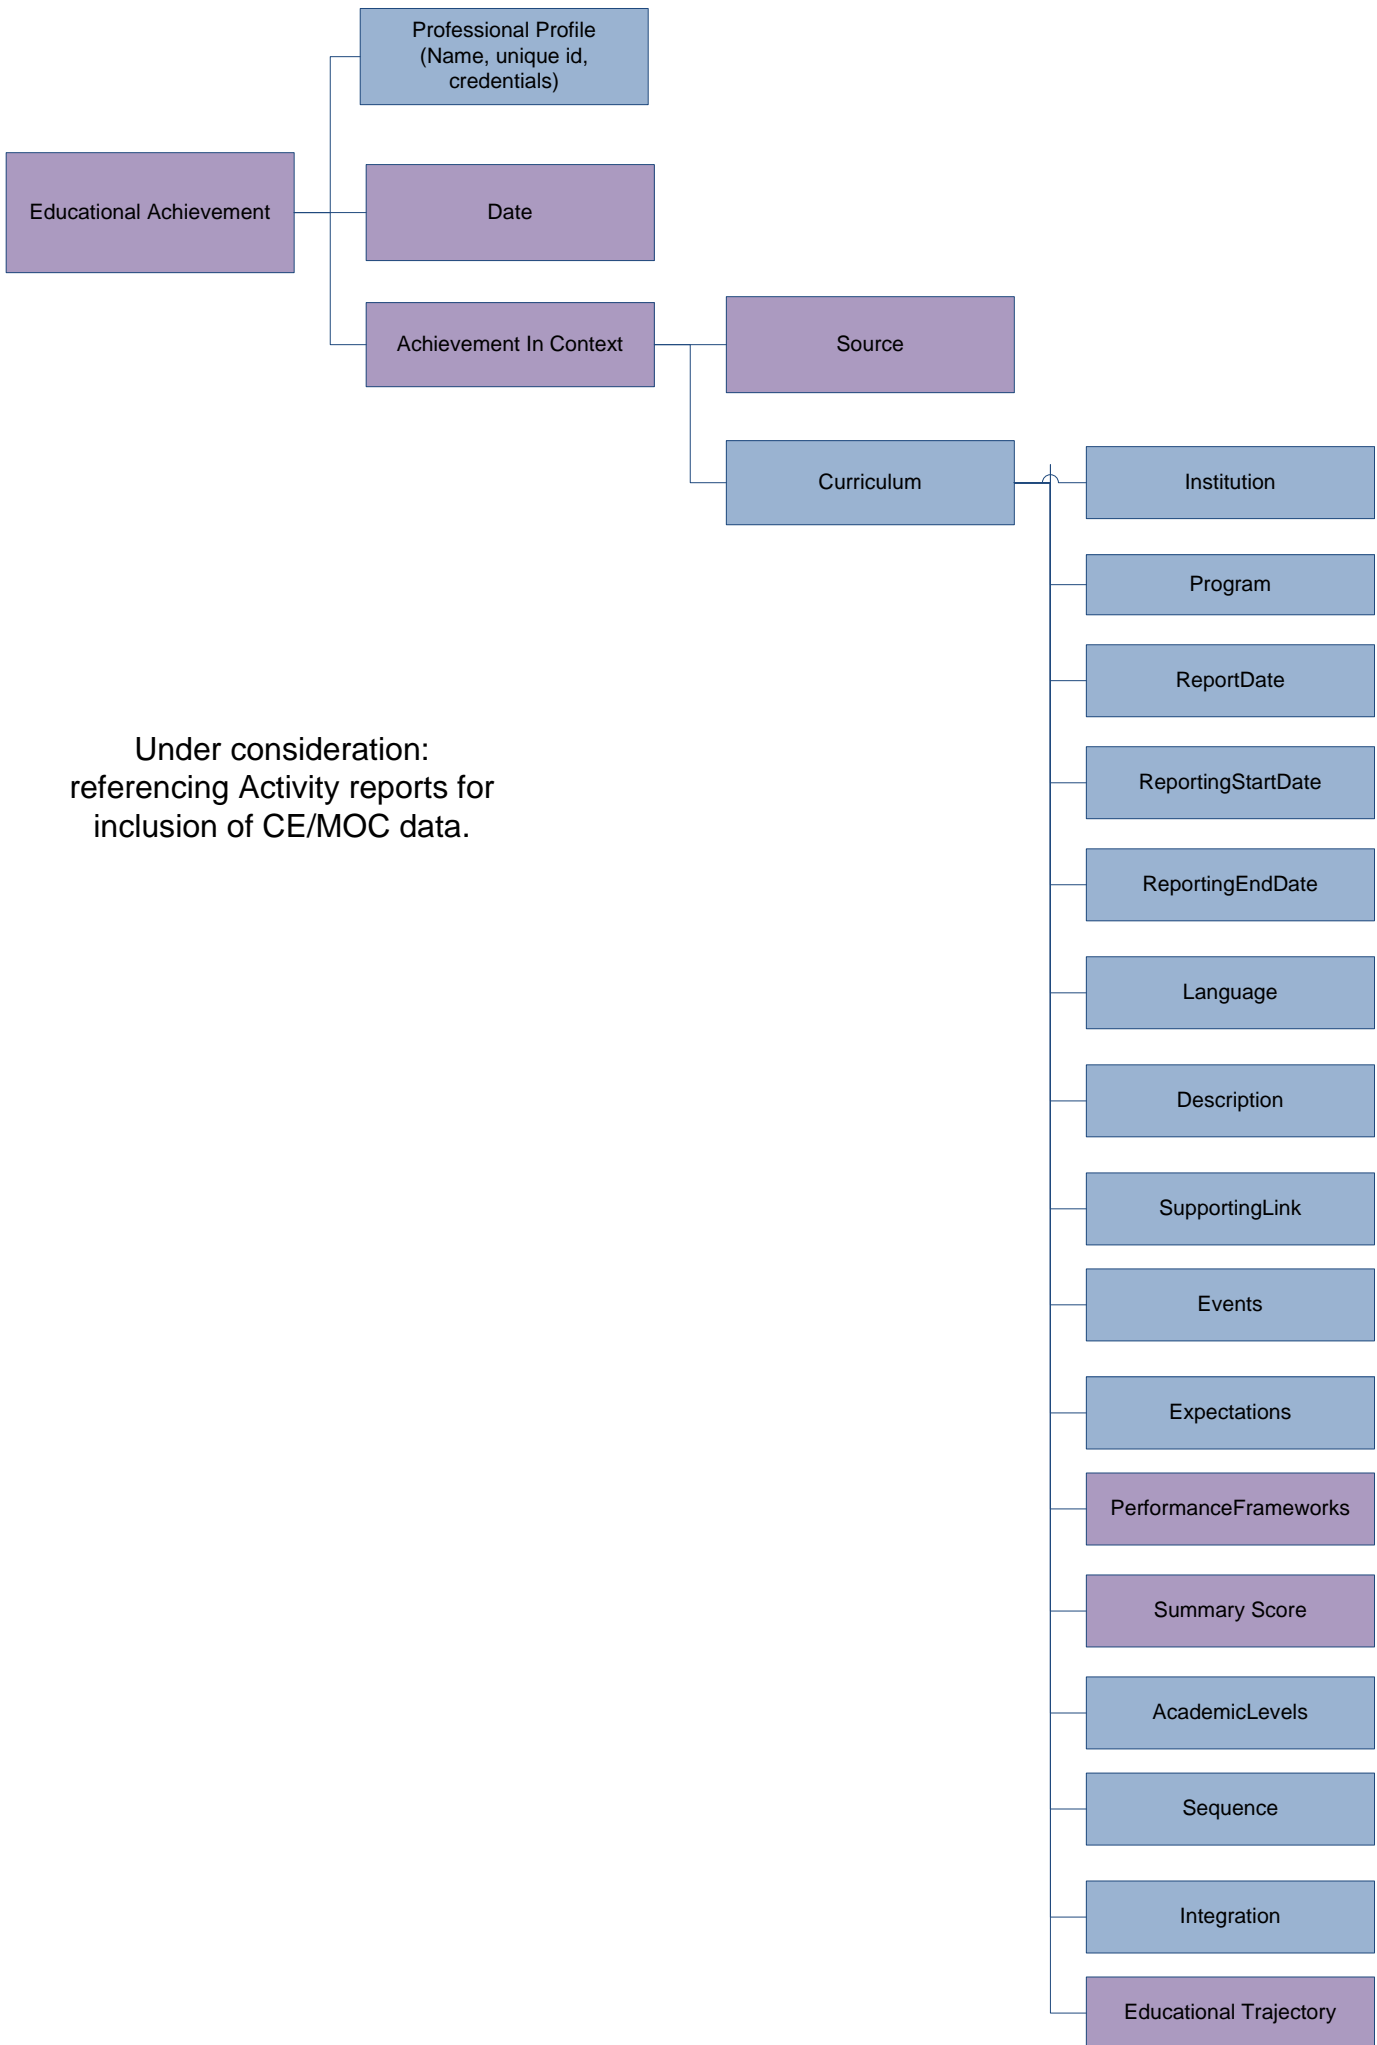 Professional Profile
(Name, unique id,
credentials)
Educational Achievement
Date
Achievement In Context
Source
Curriculum
Institution
Program
ReportDate
Under consideration:
referencing Activity reports for
inclusion of CE/MOC data.
ReportingStartDate
ReportingEndDate
Language
Description
SupportingLink
Events
Expectations
PerformanceFrameworks
Summary Score
AcademicLevels
Sequence
Integration
Educational Trajectory